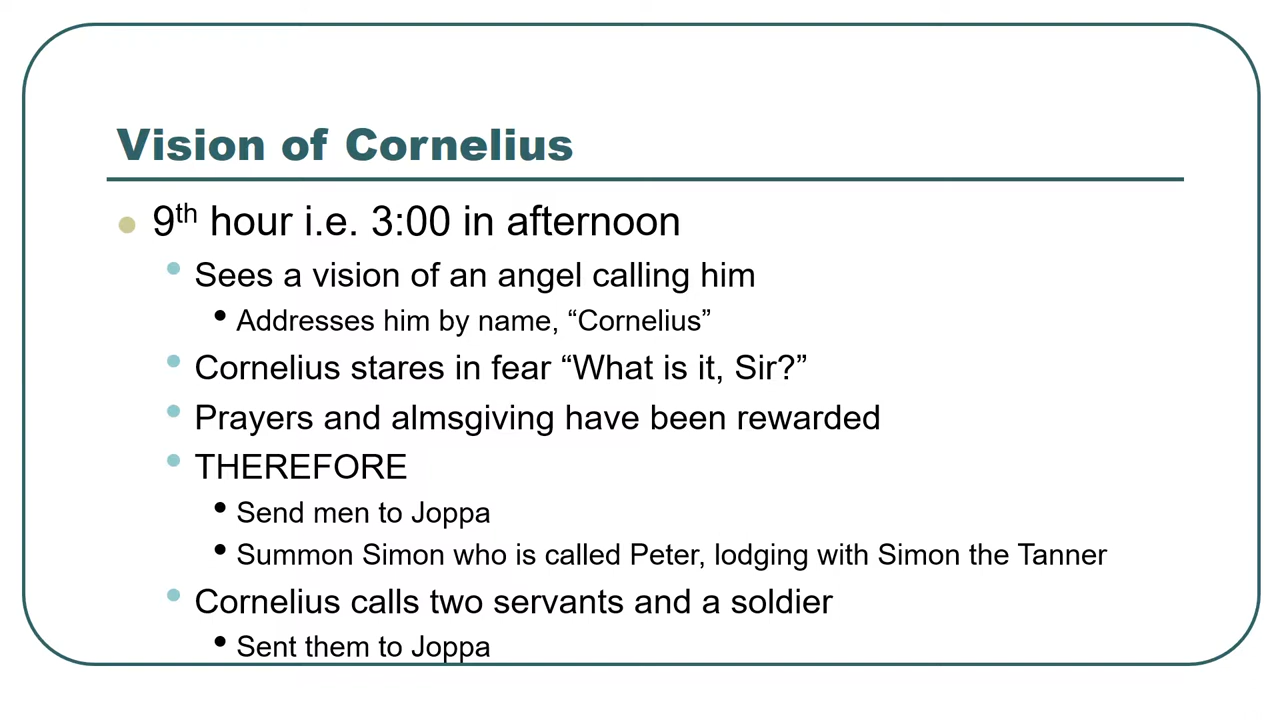 Vision of Cornelius
9th hour i.e. 3:00 in afternoon
Sees a vision of an angel calling him
Addresses him by name, “Cornelius”
Cornelius stares in fear “What is it, Sir?”
Prayers and almsgiving have been rewarded
THEREFORE
Send men to Joppa
Summon Simon who is called Peter, lodging with Simon the Tanner
Cornelius calls two servants and a soldier
Sent them to Joppa